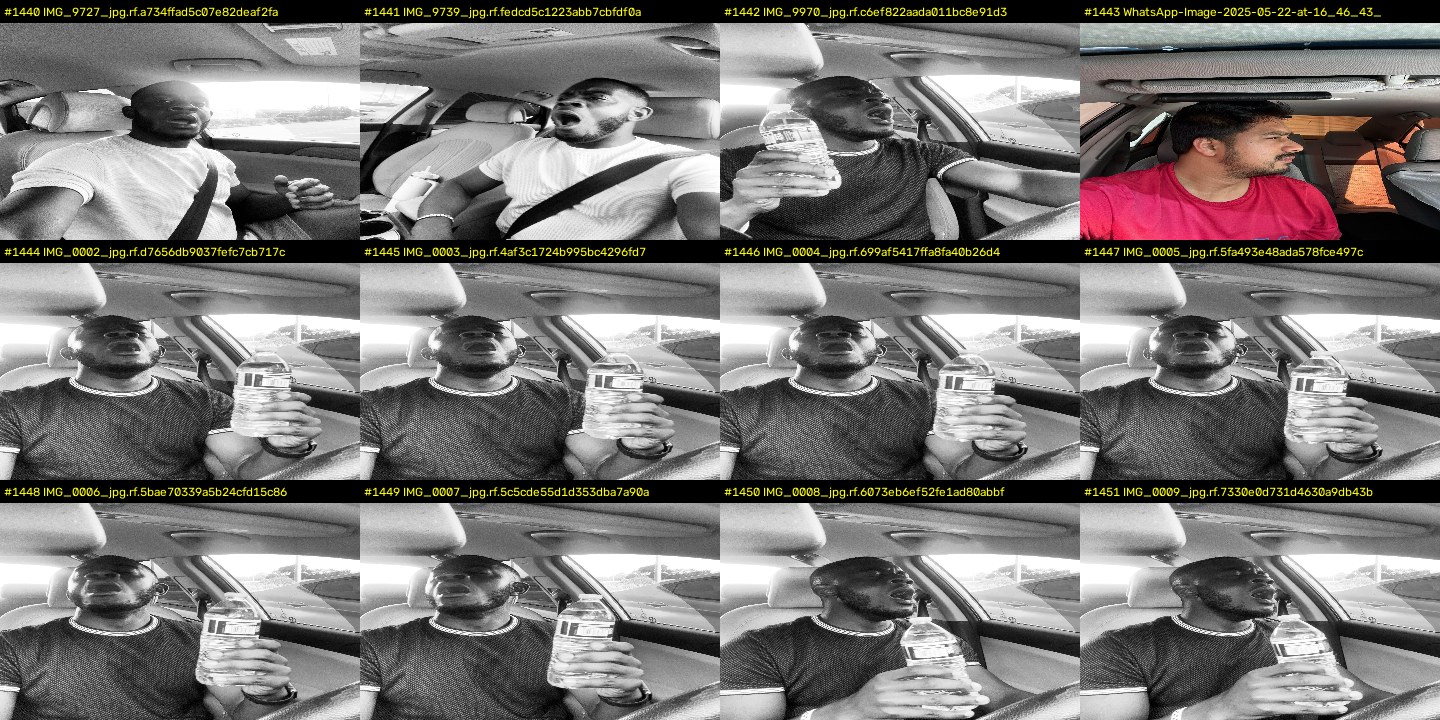 #1440 IMG_9727_jpg.rf.a734ffad5c07e82deaf2fa
#1441 IMG_9739_jpg.rf.fedcd5c1223abb7cbfdf0a
#1442 IMG_9970_jpg.rf.c6ef822aada011bc8e91d3
#1443 WhatsApp-Image-2025-05-22-at-16_46_43_
#1444 IMG_0002_jpg.rf.d7656db9037fefc7cb717c
#1445 IMG_0003_jpg.rf.4af3c1724b995bc4296fd7
#1446 IMG_0004_jpg.rf.699af5417ffa8fa40b26d4
#1447 IMG_0005_jpg.rf.5fa493e48ada578fce497c
#1448 IMG_0006_jpg.rf.5bae70339a5b24cfd15c86
#1449 IMG_0007_jpg.rf.5c5cde55d1d353dba7a90a
#1450 IMG_0008_jpg.rf.6073eb6ef52fe1ad80abbf
#1451 IMG_0009_jpg.rf.7330e0d731d4630a9db43b